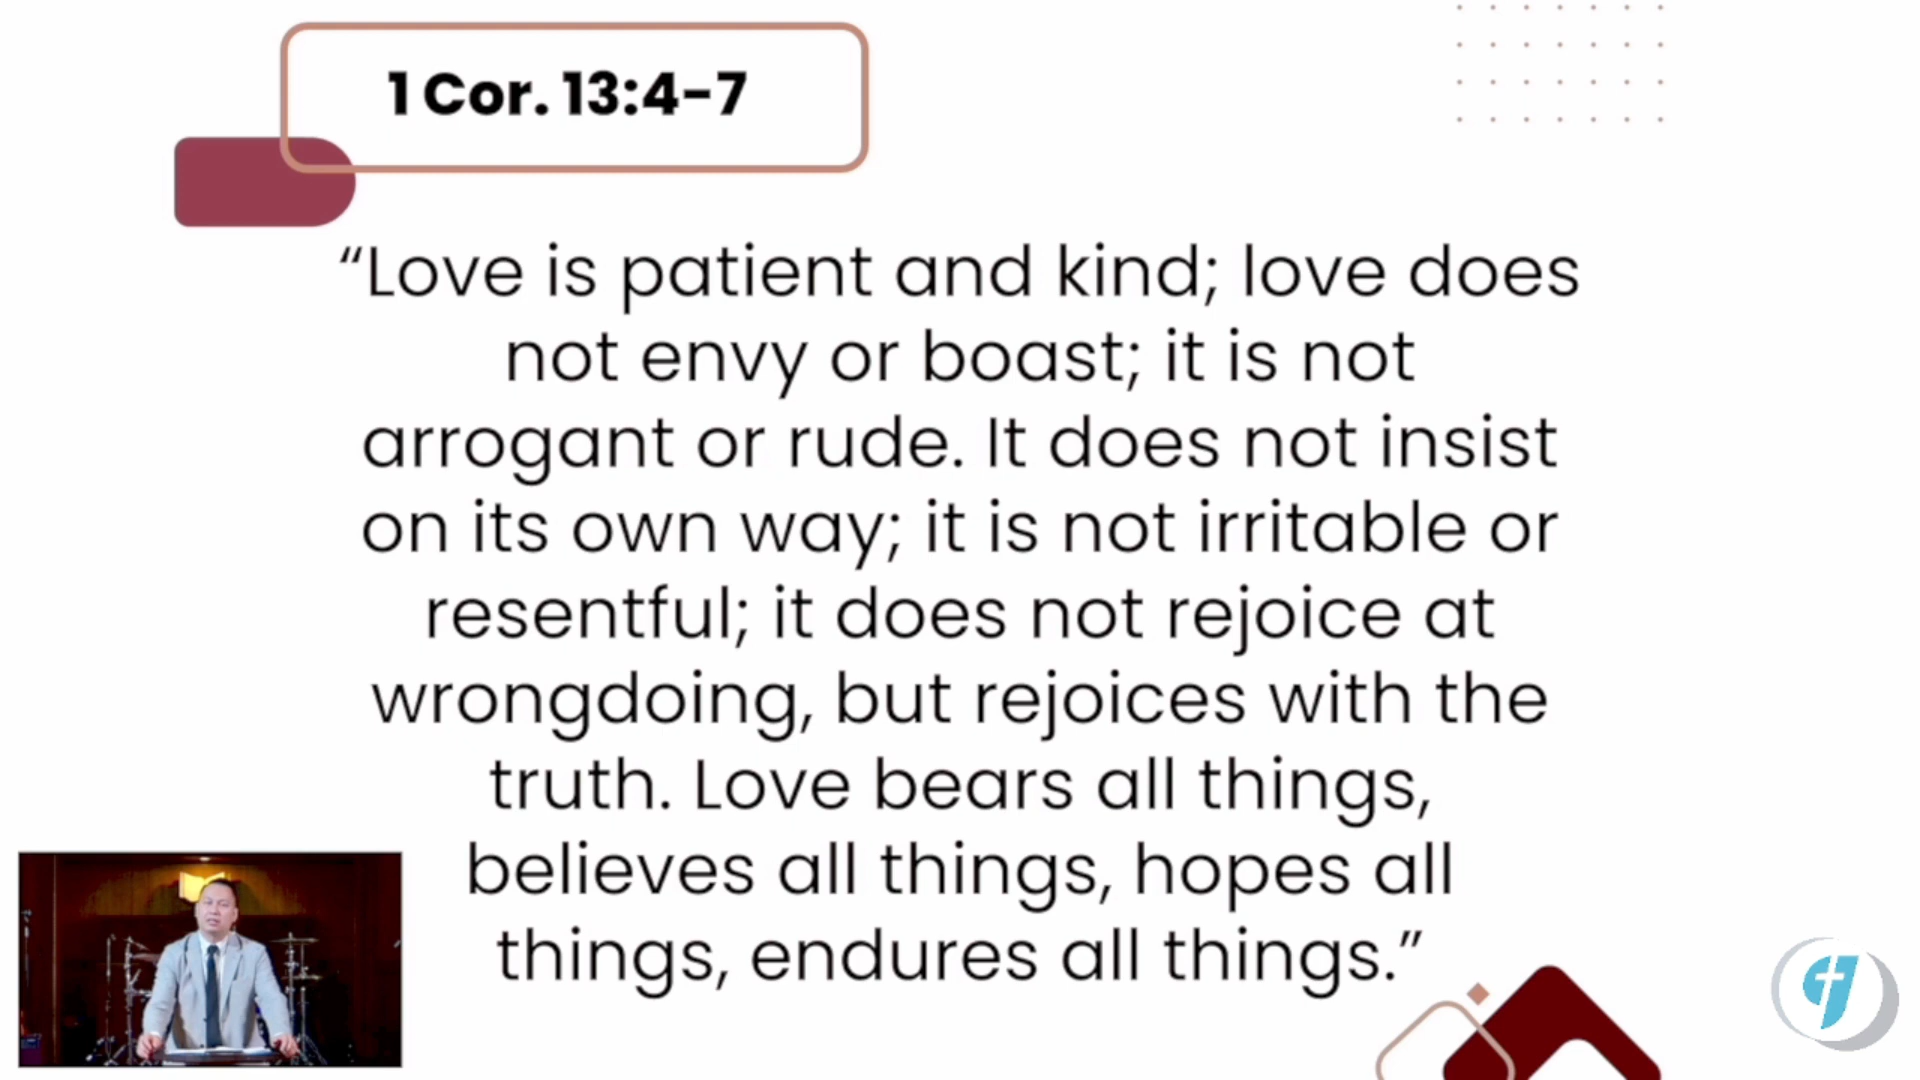 1 Cor. 13:4-7
“Love is patient and kind; love does
not envy or boast; it is not
arrogant or rude. It does not insist
on its own way; it is not irritable or
resentful; it does not rejoice at
wrongdoing, but rejoices with the
truth. Love bears all things,
believes all things, hopes all
things, endures all things.”